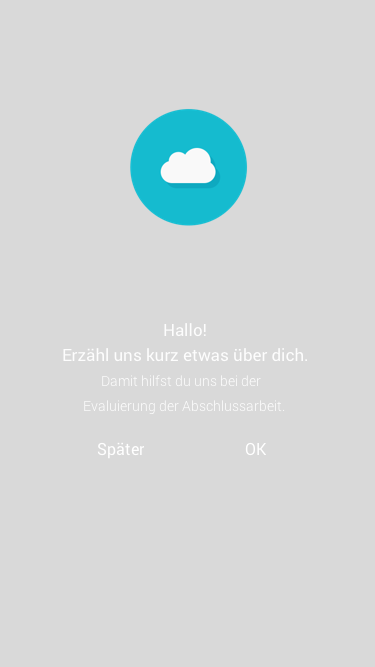 Hallo!
Erzähl uns kurz etwas über dich.
Damit hilfst du uns bei der
Evaluierung der Abschlussarbeit.
Später OK